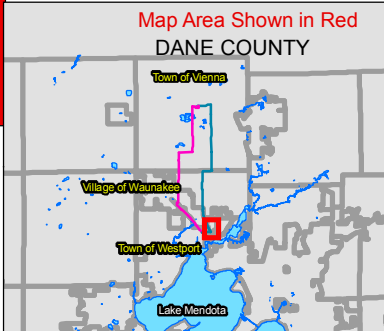 Map Area Shown in Red
DANE COUNTY
Town of Vienna
Village of Waunakee
Town of Westport
Lake Mendota